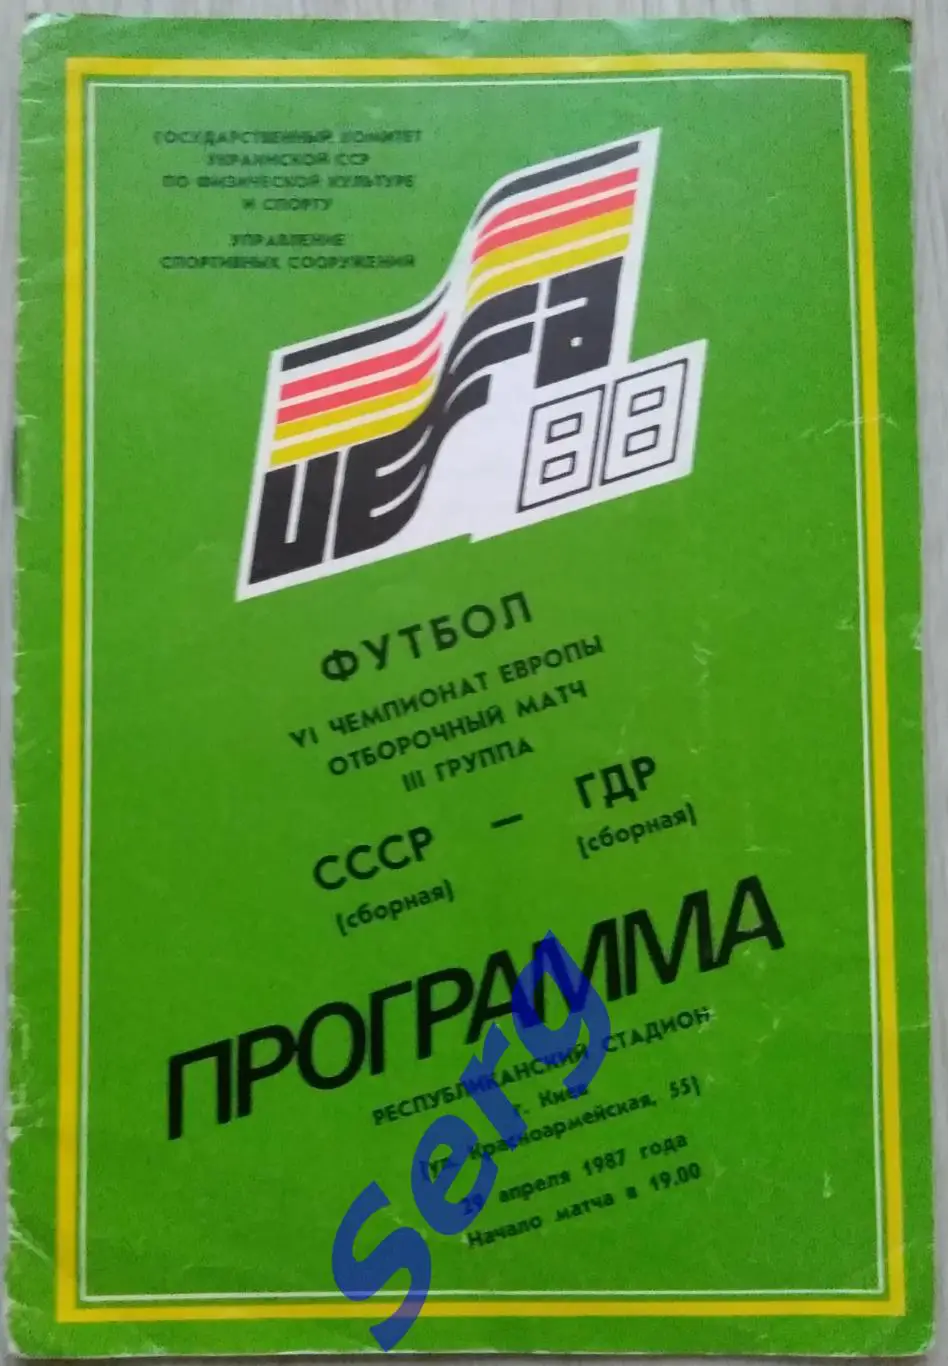 ГОСУДАРСТВЕННЫЙ КОМИТЕТ
УКРАИНСКОЙ ССР
ПО ФИЗИЧЕСКОЙ КУЛЬТУРЕ
И СПОРТУ
УПРАВЛЕНИЕ
СПОРТИВНЫХ СООРУЖЕНИЙ
UEFA
88
ФУТБОЛ
VI ЧЕМПИОНАТ ЕВРОПЫ
ОТБОРОЧНЫЙ МАТЧ
III ГРУППА
СССР — ГДР
(сборная) (сборная)
ПРОГРАММА
РЕСПУБЛИКАНСКИЙ СТАДИОН
г. Киев
(ул. Красноармейская, 55)
29 апреля 1987 года
Начало матча в 19.00
Serg